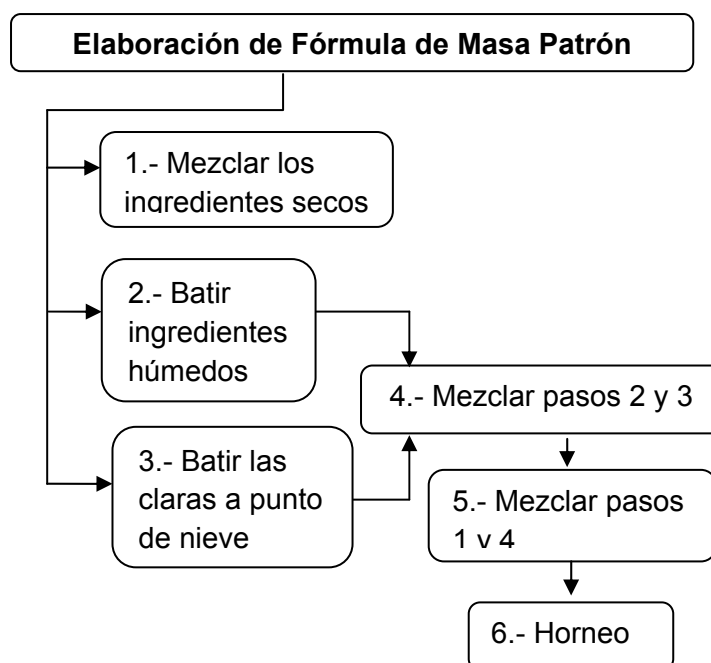 Elaboración de Fórmula de Masa Patrón
1.- Mezclar los
ingredientes secos
2.- Batir
ingredientes
húmedos
3.- Batir las
claras a punto
de nieve
4.- Mezclar pasos 2 y 3
5.- Mezclar pasos
1 y 4
6.- Horneo